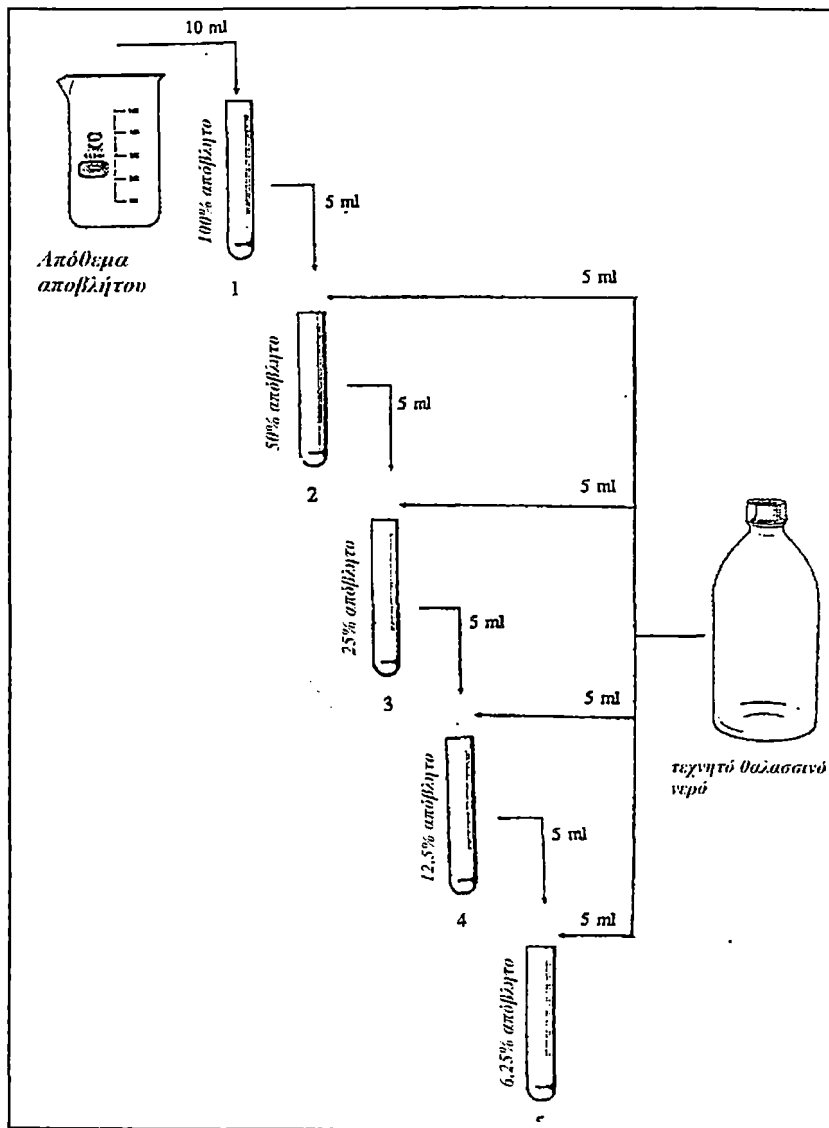 10 ml
100% απόβλητο
5 ml
Απόθεμα
αποβλήτου
1
5 ml
50% απόβλητο
5 ml
2
5 ml
25% απόβλητο
5 ml
3
5 ml
τεχνητό θαλασσινό
νερό
12,5% απόβλητο
5 ml
4
5 ml
6,25% απόβλητο